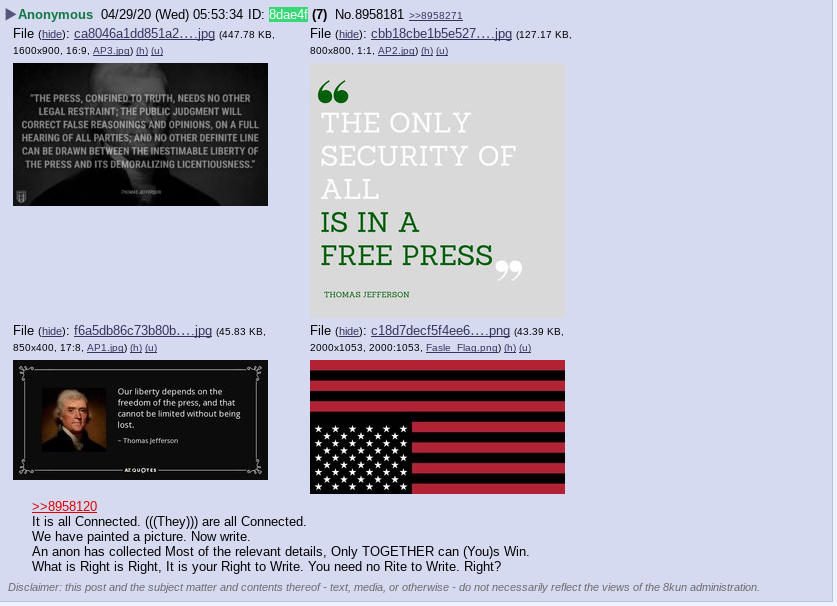 ▶Anonymous 04/29/20 (Wed) 05:53:34 ID: 8dae4f (7) No.8958181 >>8958271
File (hide): ca8046a1dd851a2….jpg (447.78 KB, 1600x900, 16:9, AP3.jpg) (h) (u)
"THE PRESS, CONFINED TO TRUTH, NEEDS NO OTHER
LEGAL RESTRAINT; THE PUBLIC JUDGMENT WILL
CORRECT FALSE REASONINGS AND OPINIONS, ON A FULL
HEARING OF ALL PARTIES; AND NO OTHER DEFINITE LINE
CAN BE DRAWN BETWEEN THE INESTIMABLE LIBERTY OF
THE PRESS AND ITS DEMORALIZING LICENTIOUSNESS."
THOMAS JEFFERSON
File (hide): cbb18cbe1b5e527….jpg (127.17 KB, 800x800, 1:1, AP2.jpg) (h) (u)
“
THE ONLY
SECURITY OF
ALL
IS IN A
FREE PRESS
”
THOMAS JEFFERSON
File (hide): f6a5db86c73b80b….jpg (45.83 KB, 850x400, 17:8, AP1.jpg) (h) (u)
Our liberty depends on the
freedom of the press, and that
cannot be limited without being
lost.
~ Thomas Jefferson
AZ QUOTES
File (hide): c18d7decf5f4ee6….png (43.39 KB, 2000x1053, 2000:1053, Fasle_Flag.png) (h) (u)
>>8958120
It is all Connected. (((They))) are all Connected.
We have painted a picture. Now write.
An anon has collected Most of the relevant details, Only TOGETHER can (You)s Win.
What is Right is Right, It is your Right to Write. You need no Rite to Write. Right?
Disclaimer: this post and the subject matter and contents thereof - text, media, or otherwise - do not necessarily reflect the views of the 8kun administration.